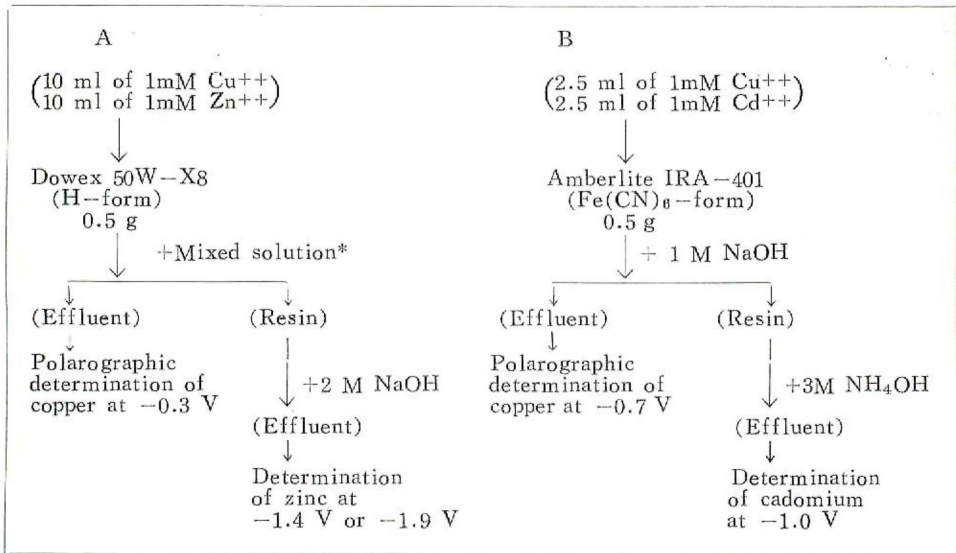 A
(10 ml of 1mM Cu++
10 ml of 1mM Zn++)
Dowex 50W-X8
(H-form)
0.5 g
+Mixed solution*
(Effluent)
(Resin)
Polarographic
determination of
copper at -0.3 V
+2 M NaOH
(Effluent)
Determination
of zinc at
-1.4 V or -1.9 V
B
(2.5 ml of 1mM Cu++
2.5 ml of 1mM Cd++)
Amberlite IRA-401
(Fe(CN)₆-form)
0.5 g
+ 1 M NaOH
(Effluent)
(Resin)
Polarographic
determination of
copper at -0.7 V
+3M NH₄OH
(Effluent)
Determination
of cadomium
at -1.0 V